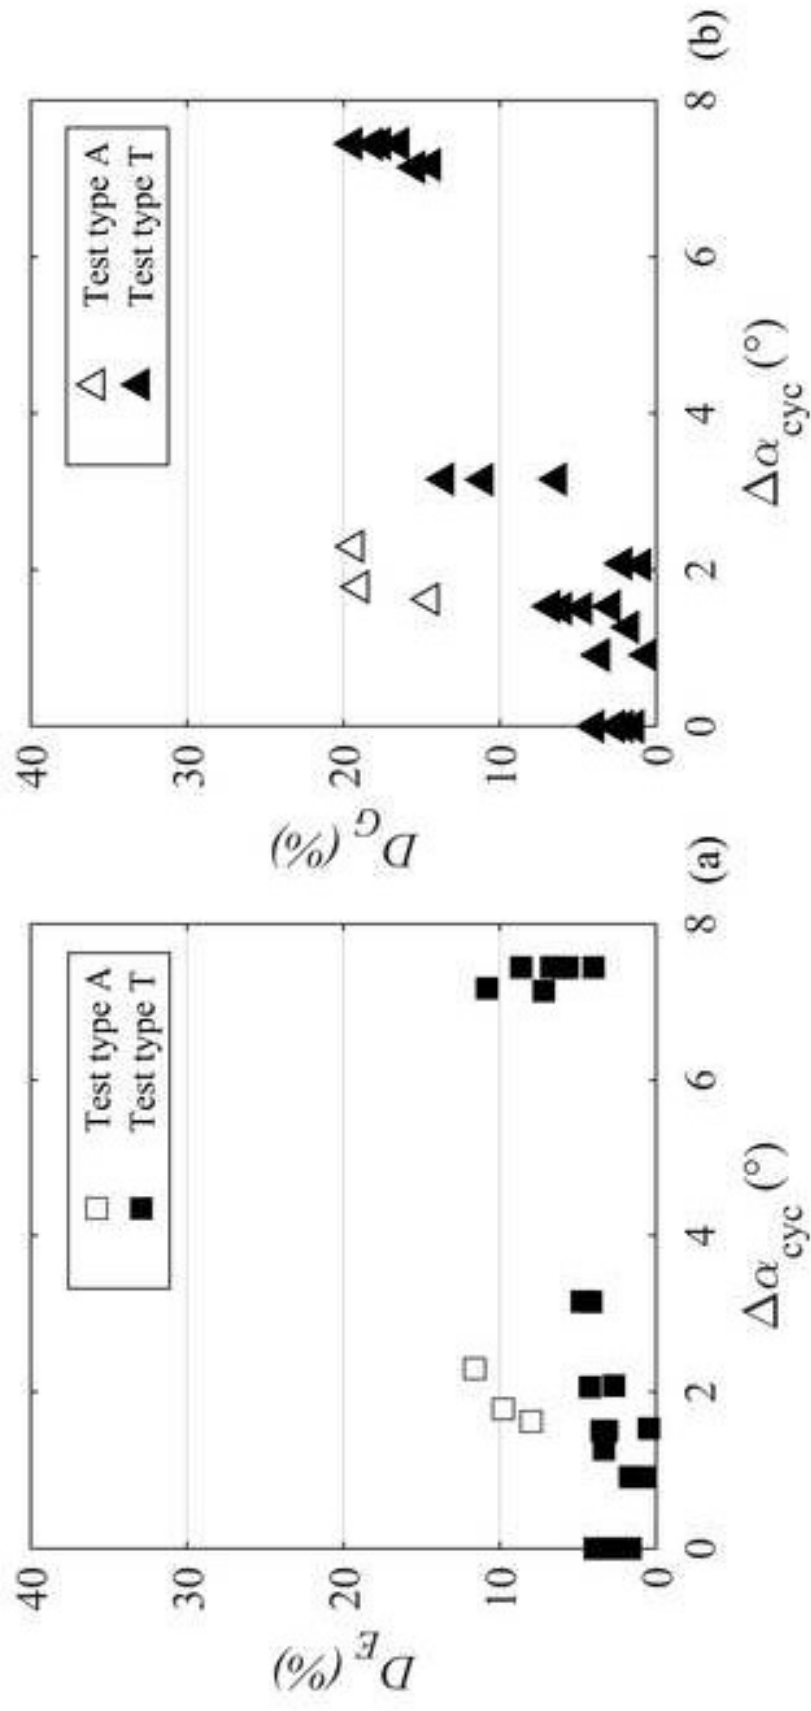 40
30
20
10
0
D_E (%)
0
2
4
6
8
Δα_cyc (°)
(a)
Test type A
Test type T
40
30
20
10
0
D_G (%)
0
2
4
6
8
Δα_cyc (°)
(b)
Test type A
Test type T